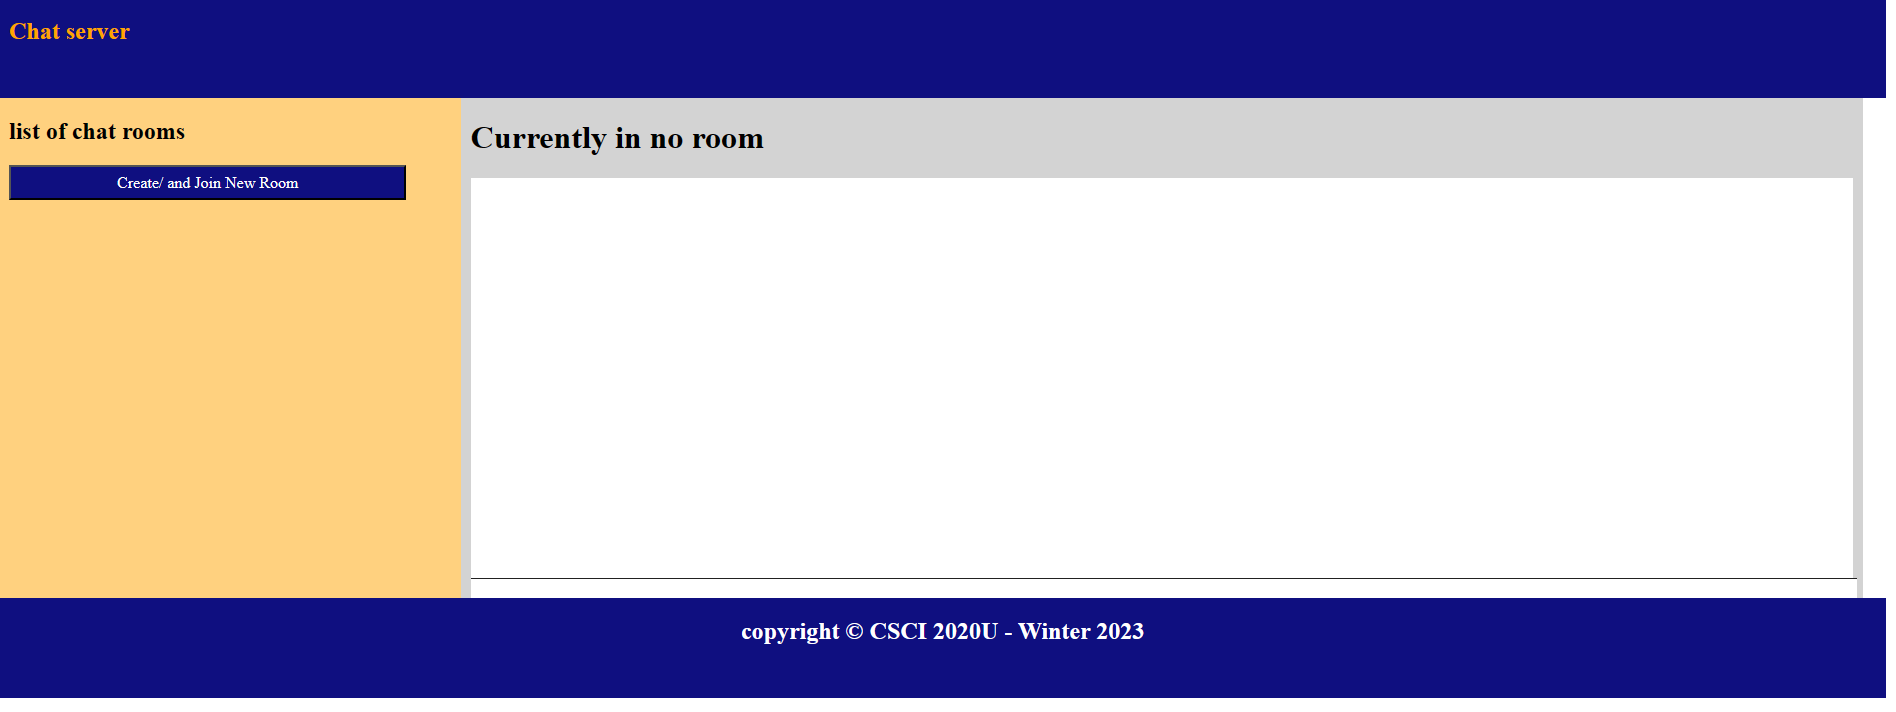 Chat server
list of chat rooms
Create/ and Join New Room
Currently in no room
copyright © CSCI 2020U - Winter 2023